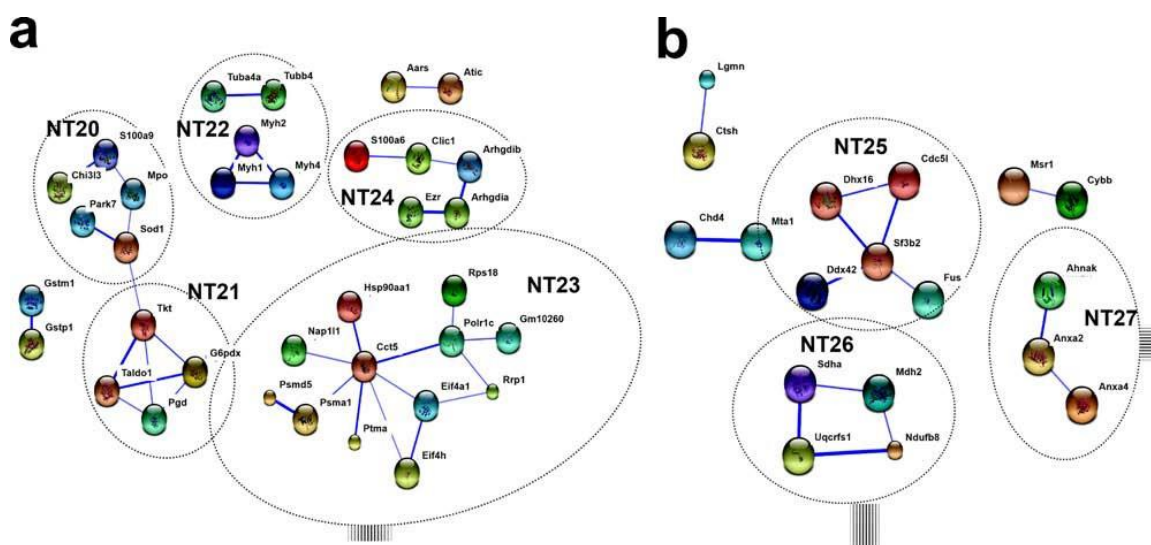 a
b
Tuba4a
Tubb4
Aars
Atic
Lgmn
Ctsh
NT20
S100a9
NT22
Myh2
Myh1
Myh4
S100a6
Clic1
Arhgdib
NT25
Cdc5l
Dhx16
Msr1
Cybb
Chi3l3
Mpo
Park7
Sod1
NT24
Ezr
Arhgdia
Chd4
Mta1
Sf3b2
Ddx42
Fus
Ahnak
NT27
Anxa2
Anxa4
Gstm1
Gstp1
NT21
Tkt
G6pdx
Taldo1
Pgd
NT23
Rps18
Hsp90aa1
Nap1l1
Cct5
Polr1c
Gm10260
Psmd5
Psma1
Eif4a1
Rrp1
Ptma
Eif4h
NT26
Sdha
Mdh2
Uqcrfs1
Ndufb8